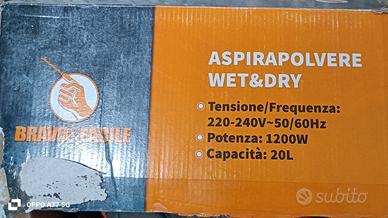 ASPIRAPOLVERE
WET&DRY
Tensione/Frequenza:
220-240V~50/60Hz
Potenza: 1200W
Capacità: 20L
BRAVO FACILE
OPPO A77 5G
subito